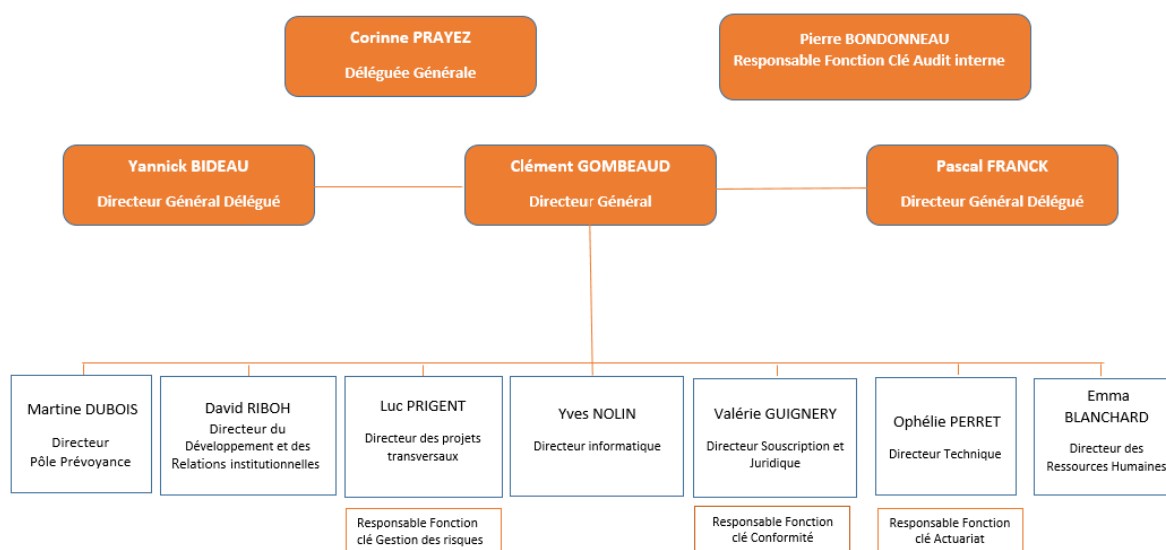 Corinne PRAYEZ
Déléguée Générale
Pierre BONDONNEAU
Responsable Fonction Clé Audit interne
Yannick BIDEAU
Directeur Général Délégué
Clément GOMBEAUD
Directeur Général
Pascal FRANCK
Directeur Général Délégué
Martine DUBOIS
Directeur
Pôle Prévoyance
David RIBOH
Directeur du
Développement et des
Relations institutionnelles
Luc PRIGENT
Directeur des projets
transversaux
Yves NOLIN
Directeur informatique
Valérie GUIGNERY
Directeur Souscription et
Juridique
Ophélie PERRET
Directeur Technique
Emma
BLANCHARD
Directeur des
Ressources Humaines
Responsable Fonction
clé Gestion des risques
Responsable Fonction
clé Conformité
Responsable Fonction
clé Actuariat